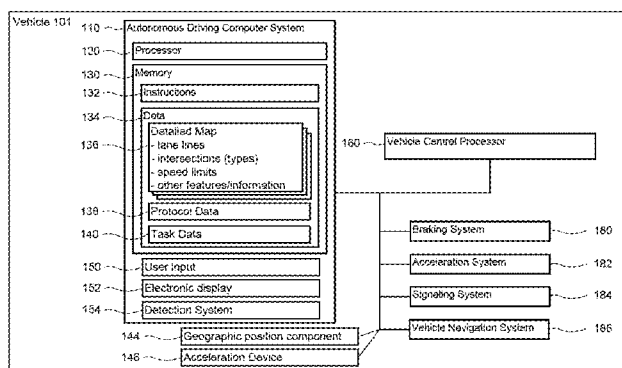 Vehicle 101
110 Autonomous Driving Computer System
120 Processor
130 Memory
132 Instructions
134 Data
136 Detailed Map
- lane lines
- intersections (types)
- speed limits
- other features/information
138 Protocol Data
140 Task Data
150 User Input
152 Electronic display
154 Detection System
144 Geographic position component
146 Acceleration Device
160 Vehicle Central Processor
Braking System 180
Acceleration System 182
Signaling System 184
Vehicle Navigation System 186